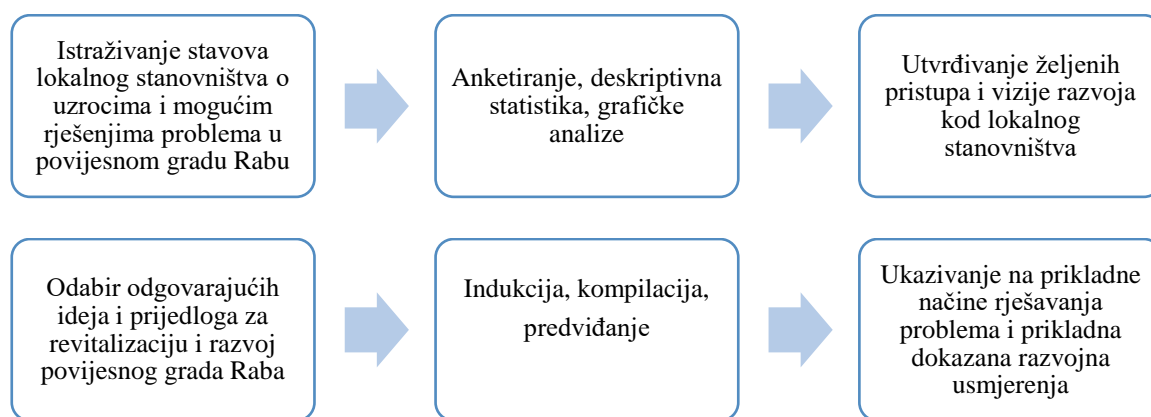 Istraživanje stavova
lokalnog stanovništva o
uzrocima i mogućim
rješenjima problema u
povijesnom gradu Rabu
Anketiranje, deskriptivna
statistika, grafičke
analize
Utvrđivanje željenih
pristupa i vizije razvoja
kod lokalnog
stanovništva
Odabir odgovarajućih
ideja i prijedloga za
revitalizaciju i razvoj
povijesnog grada Raba
Indukcija, kompilacija,
predviđanje
Ukazivanje na prikladne
načine rješavanja
problema i prikladna
dokazana razvojna
usmjerenja